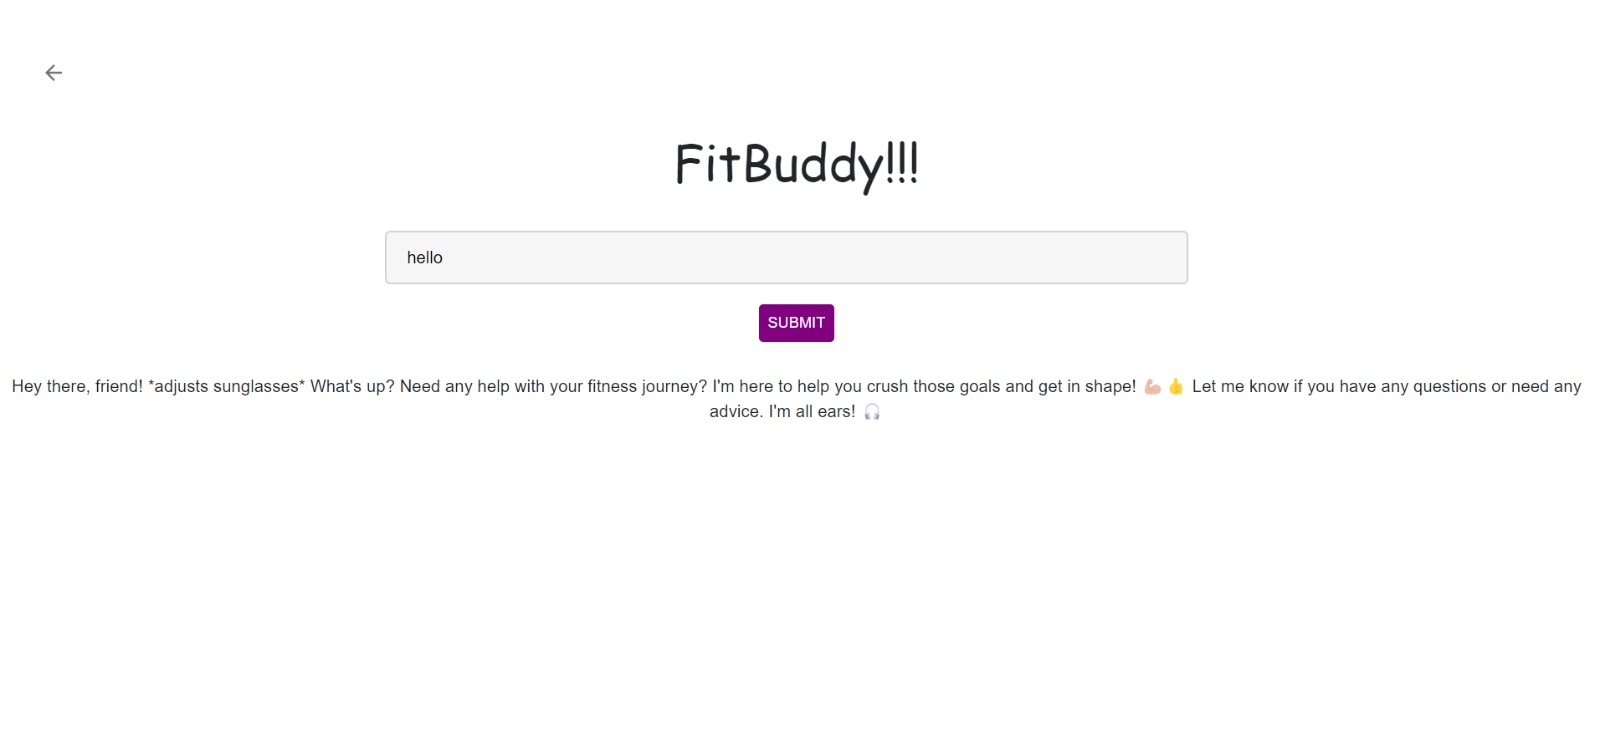 FitBuddy!!!
hello
SUBMIT
Hey there, friend! *adjusts sunglasses* What's up? Need any help with your fitness journey? I'm here to help you crush those goals and get in shape! 💪🏼 👍 Let me know if you have any questions or need any
advice. I'm all ears! 🎧